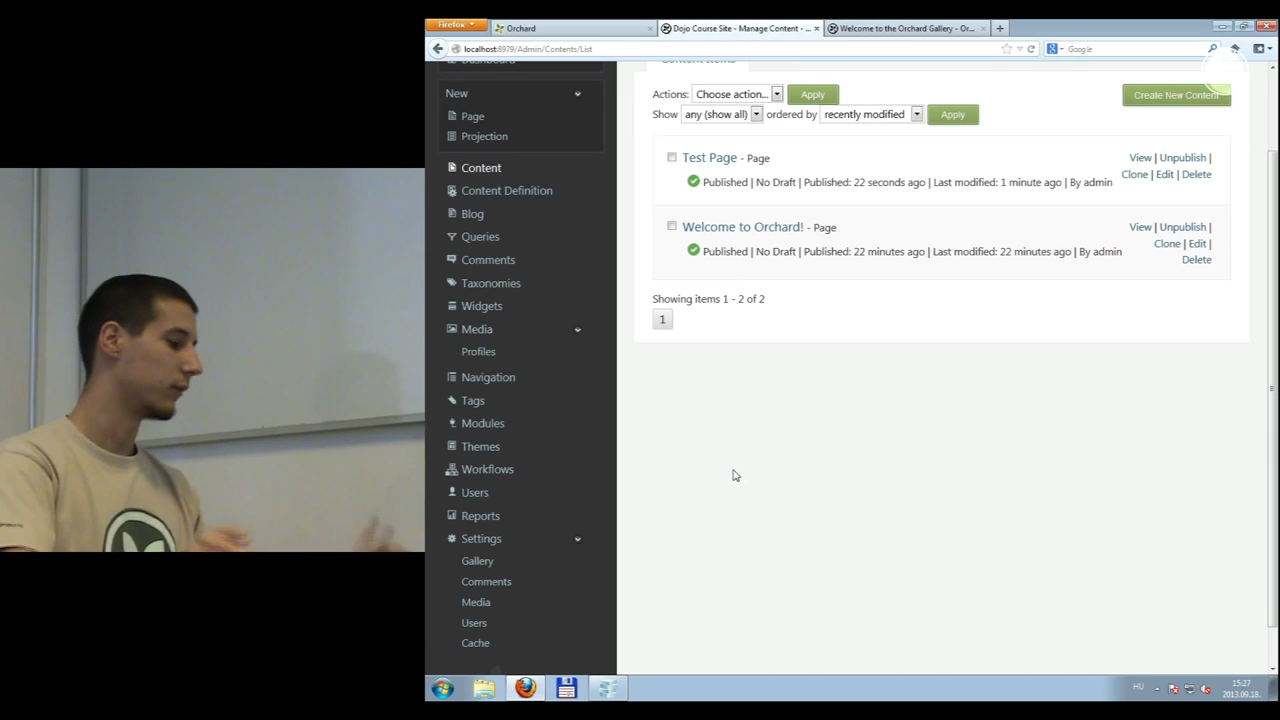 Firefox
Orchard
Dojo Course Site - Manage Content - ...
Welcome to the Orchard Gallery - Or...
localhost:8979/Admin/Contents/List
Google
Dashboard
Content Items
New
Page
Projection
Content
Content Definition
Blog
Queries
Comments
Taxonomies
Widgets
Media
Profiles
Navigation
Tags
Modules
Themes
Workflows
Users
Reports
Settings
Gallery
Comments
Media
Users
Cache
Actions: Choose action... Apply
Create New Content
Show any (show all) ordered by recently modified Apply
Test Page - Page
View | Unpublish |
Clone | Edit | Delete
Published | No Draft | Published: 22 seconds ago | Last modified: 1 minute ago | By admin
Welcome to Orchard! - Page
View | Unpublish |
Clone | Edit |
Delete
Published | No Draft | Published: 22 minutes ago | Last modified: 22 minutes ago | By admin
Showing items 1 - 2 of 2
1
HU
15:27
2013.09.18.